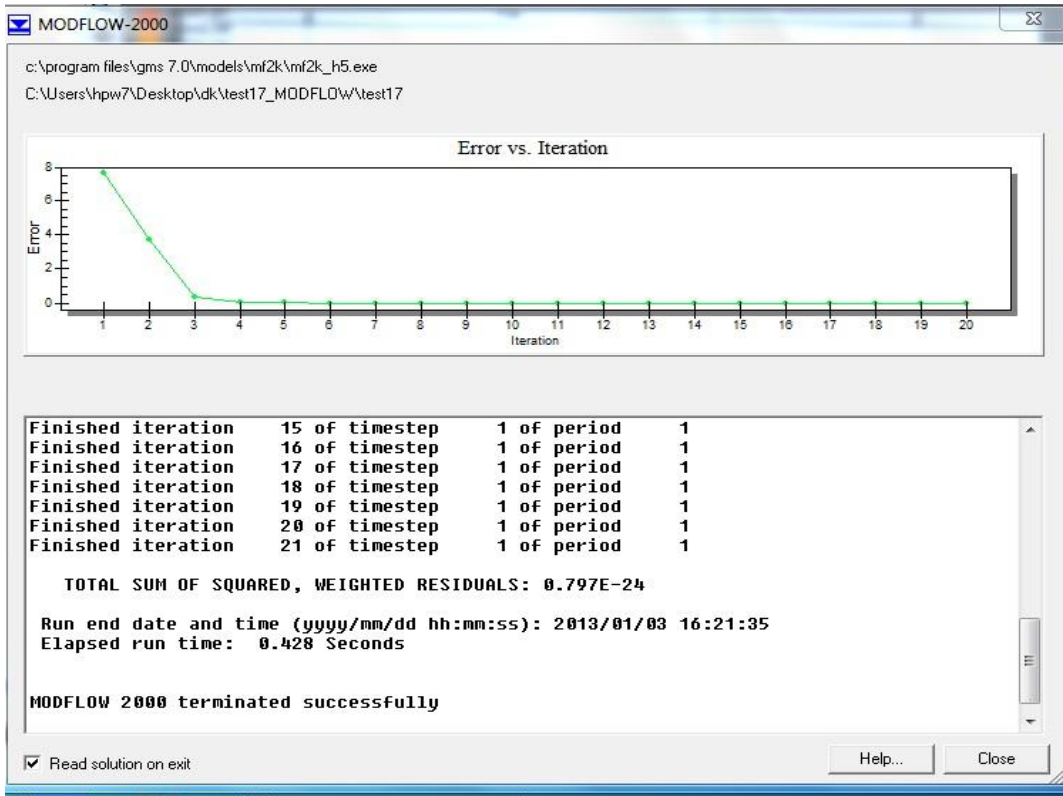 MODFLOW-2000
c:\program files\gms 7.0\models\mf2k\mf2k_h5.exe
C:\Users\hpw7\Desktop\dk\test17_MODFLOW\test17
Error vs. Iteration
8
6
4
2
0
Error
1 2 3 4 5 6 7 8 9 10 11 12 13 14 15 16 17 18 19 20
Iteration
Finished iteration 15 of timestep 1 of period 1
Finished iteration 16 of timestep 1 of period 1
Finished iteration 17 of timestep 1 of period 1
Finished iteration 18 of timestep 1 of period 1
Finished iteration 19 of timestep 1 of period 1
Finished iteration 20 of timestep 1 of period 1
Finished iteration 21 of timestep 1 of period 1
TOTAL SUM OF SQUARED, WEIGHTED RESIDUALS: 0.797E-24
Run end date and time (yyyy/mm/dd hh:mm:ss): 2013/01/03 16:21:35
Elapsed run time: 0.428 Seconds
MODFLOW 2000 terminated successfully
Read solution on exit
Help...
Close